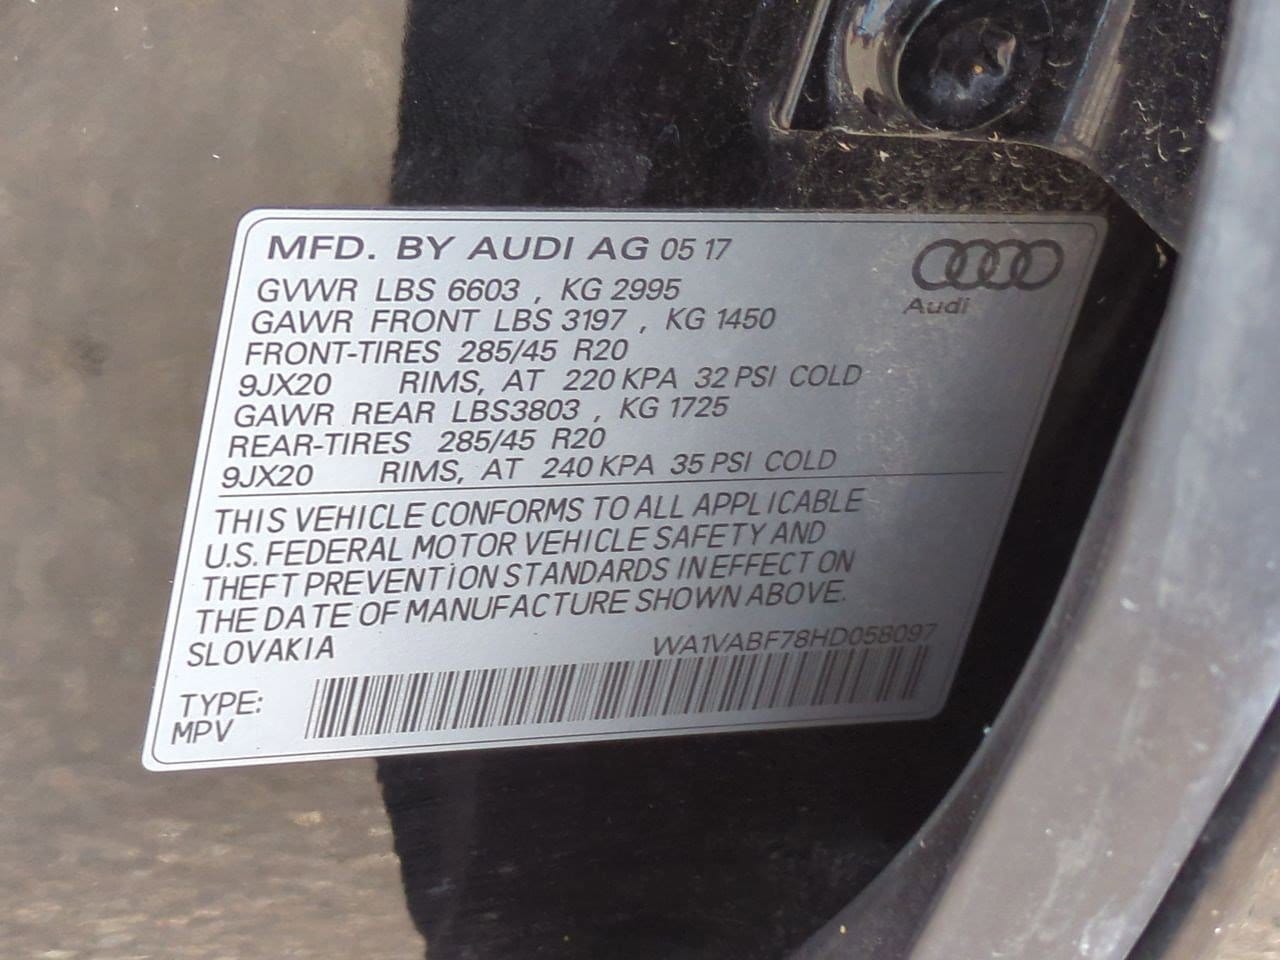 MFD. BY AUDI AG 05 17
Audi
GVWR LBS 6603 , KG 2995
GAWR FRONT LBS 3197 , KG 1450
FRONT-TIRES 285/45 R20
9JX20 RIMS, AT 220 KPA 32 PSI COLD
GAWR REAR LBS3803 , KG 1725
REAR-TIRES 285/45 R20
9JX20 RIMS, AT 240 KPA 35 PSI COLD
THIS VEHICLE CONFORMS TO ALL APPLICABLE
U.S. FEDERAL MOTOR VEHICLE SAFETY AND
THEFT PREVENTION STANDARDS IN EFFECT ON
THE DATE OF MANUFACTURE SHOWN ABOVE.
SLOVAKIA WA1VABF78HD058097
TYPE:
MPV